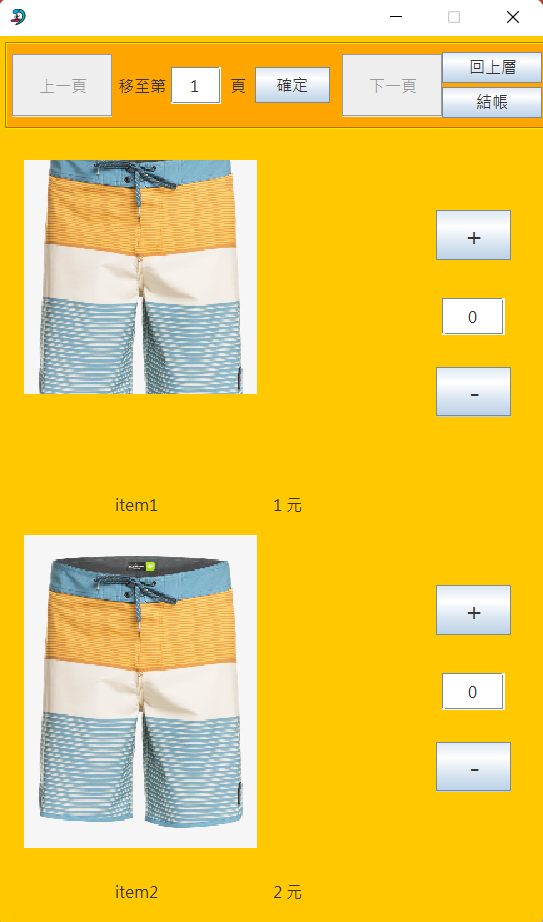 上一頁 移至第 1 頁 確定 下一頁 回上層
結帳
+
0
-
item1 1 元
+
0
-
item2 2 元